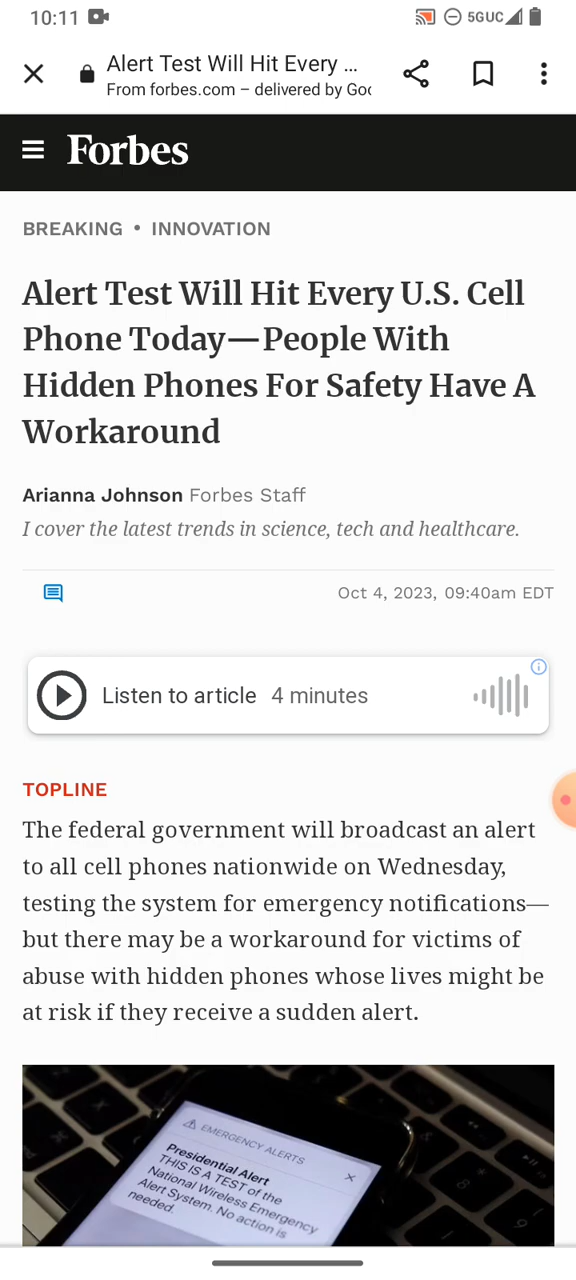 10:11
5GUC
Alert Test Will Hit Every ...
From forbes.com – delivered by Goo
Forbes
BREAKING • INNOVATION
Alert Test Will Hit Every U.S. Cell
Phone Today—People With
Hidden Phones For Safety Have A
Workaround
Arianna Johnson Forbes Staff
I cover the latest trends in science, tech and healthcare.
Oct 4, 2023, 09:40am EDT
Listen to article 4 minutes
TOPLINE
The federal government will broadcast an alert
to all cell phones nationwide on Wednesday,
testing the system for emergency notifications—
but there may be a workaround for victims of
abuse with hidden phones whose lives might be
at risk if they receive a sudden alert.
EMERGENCY ALERTS
Presidential Alert
THIS IS A TEST of the
National Wireless Emergency
Alert System. No action is
needed.